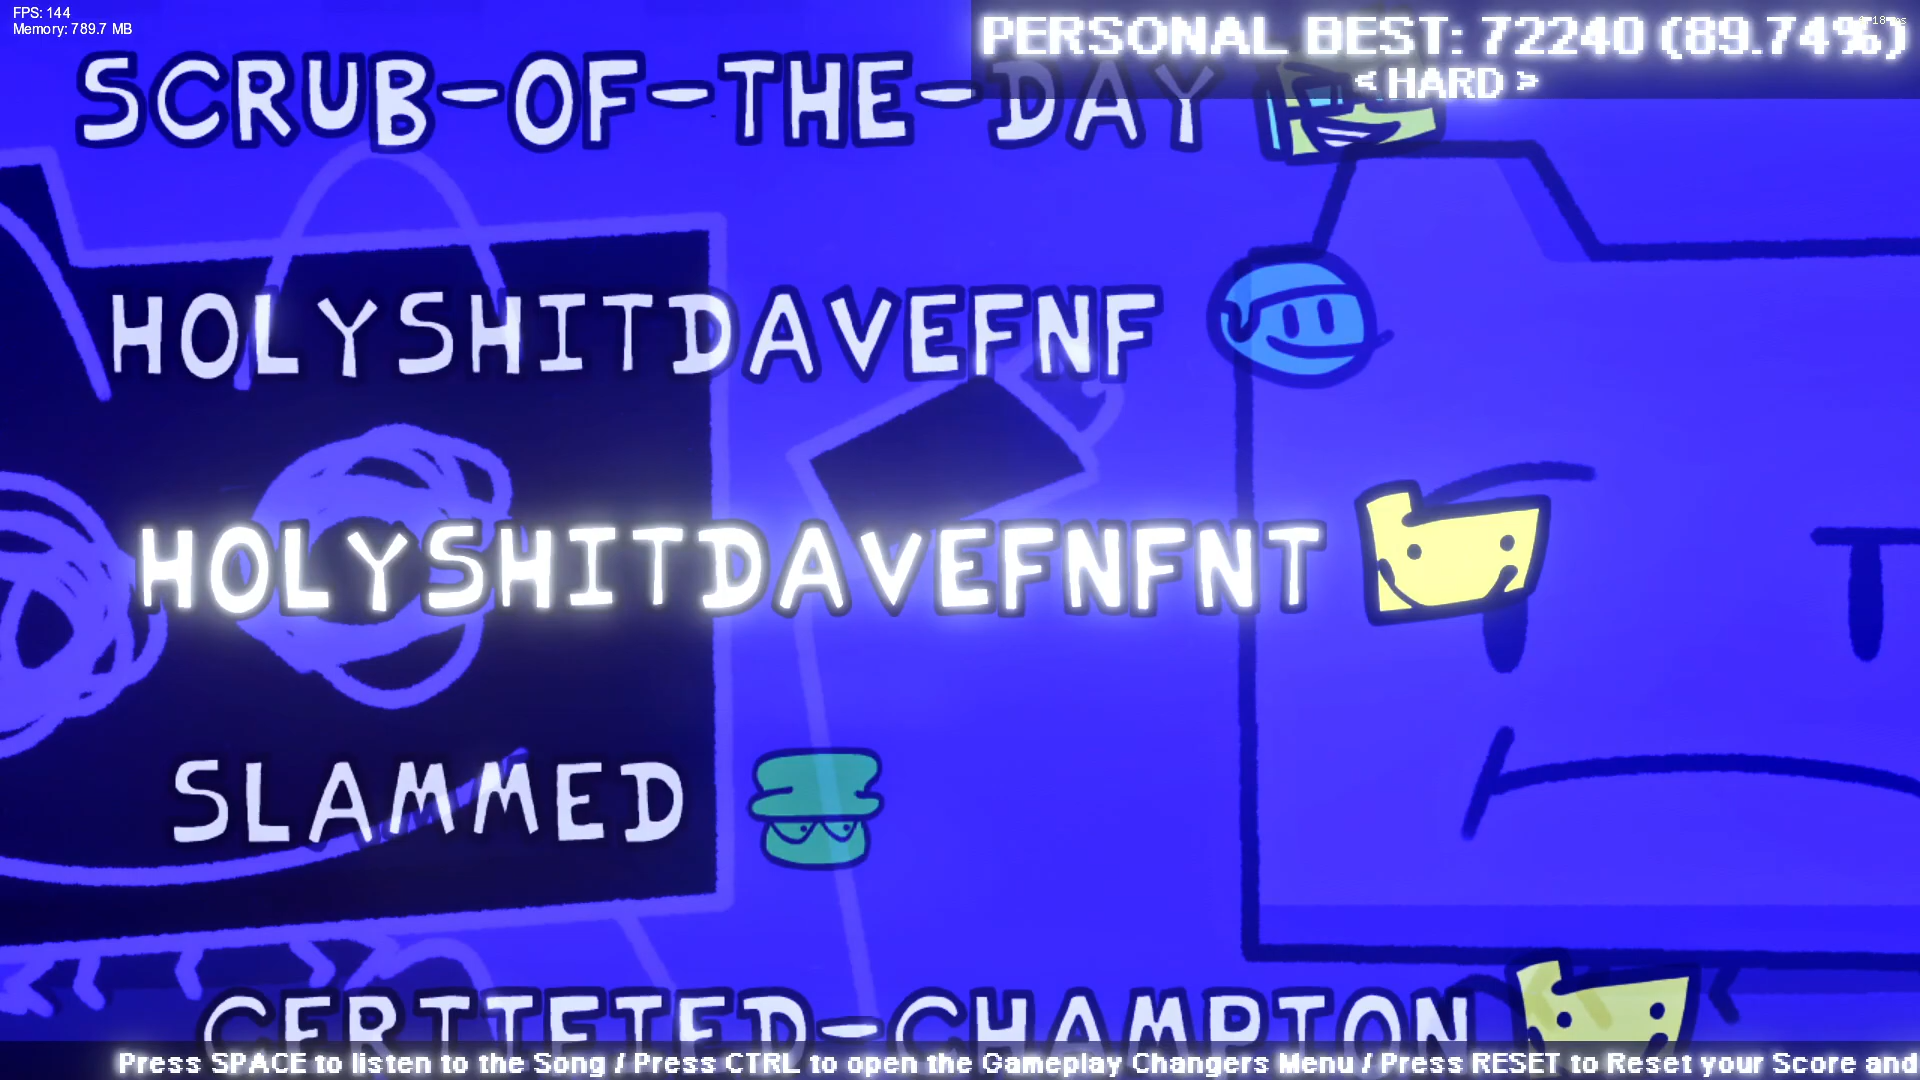 FPS: 144
Memory: 789.7 MB
PERSONAL BEST: 72240 (89.74%)
< HARD >
SCRUB-OF-THE-DAY
HOLYSHITDAVEFNF
HOLYSHITDAVEFNFNT
SLAMMED
CERTIFIED-CHAMPION
Press SPACE to listen to the Song / Press CTRL to open the Gameplay Changers Menu / Press RESET to Reset your Score and